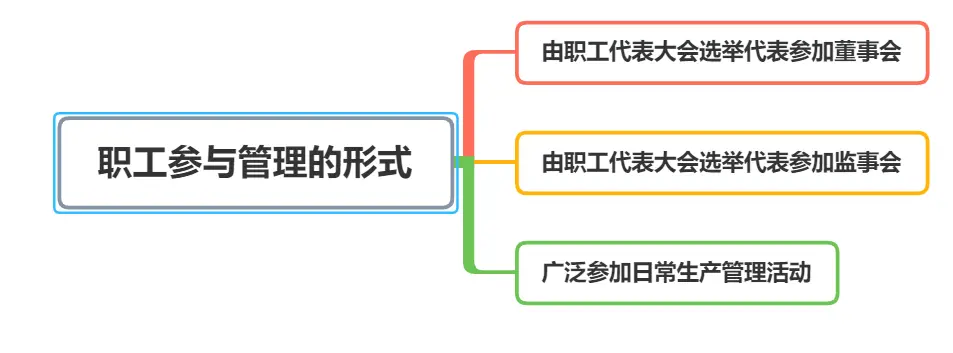 职工参与管理的形式
由职工代表大会选举代表参加董事会
由职工代表大会选举代表参加监事会
广泛参加日常生产管理活动